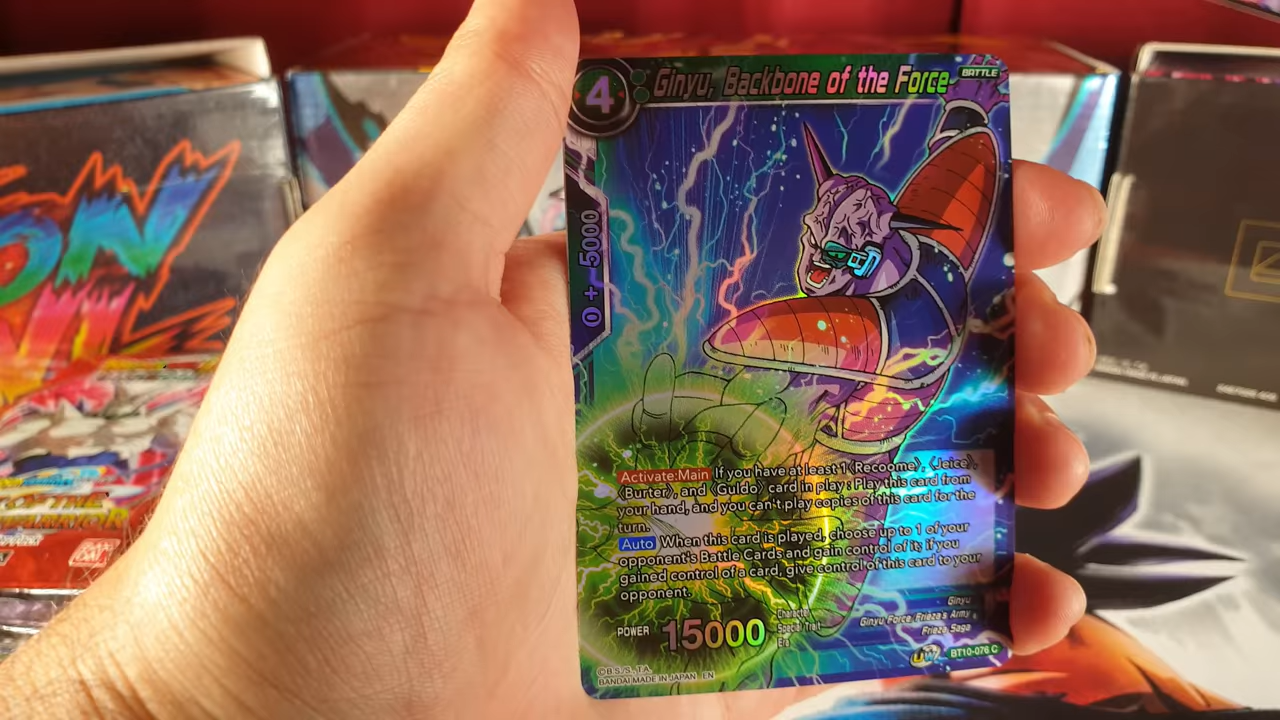 4
Ginyu, Backbone of the Force
BATTLE
0 + 5000
Activate:Main If you have at least 1 〈Recoome〉, 〈Jeice〉,
〈Burter〉, and 〈Guldo〉 card in play : Play this card from
your hand, and you can't play copies of this card for the
turn.
Auto When this card is played, choose up to 1 of your
opponent's Battle Cards and gain control of it; if you
gained control of a card, give control of this card to your
opponent.
POWER 15000
Character Ginyu
Special Trait Ginyu Force, Frieza's Army
Era Frieza Saga
UW BT10-076 C
©B.S./S., T.A.
BANDAI MADE IN JAPAN EN